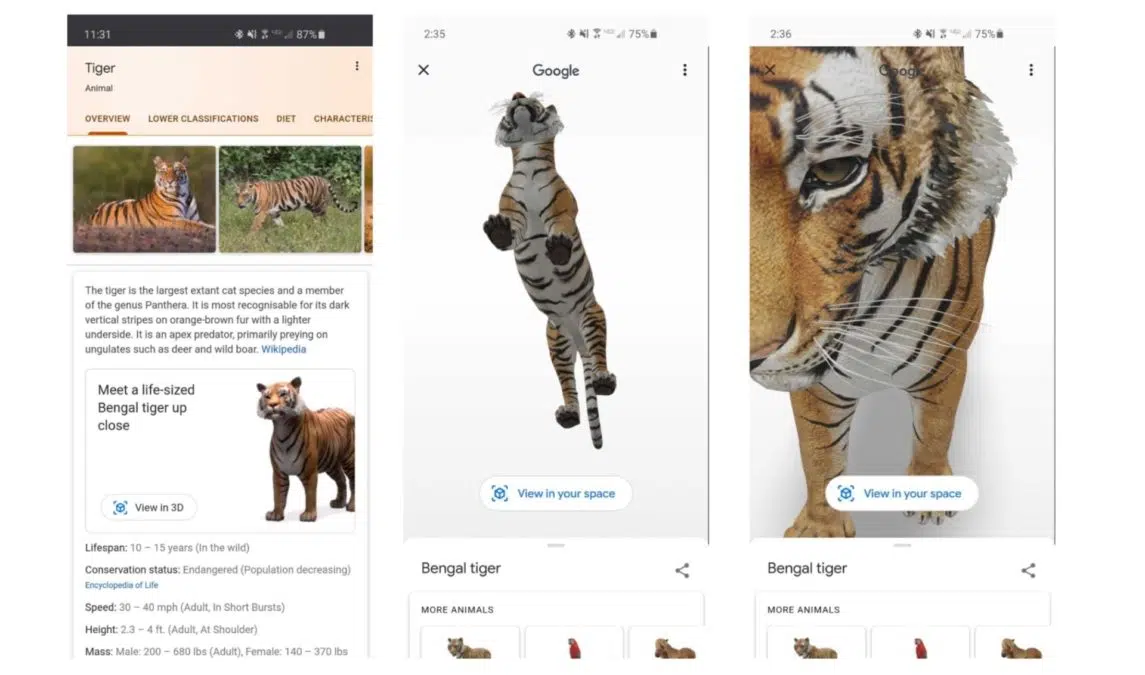 11:31
87%
Tiger
Animal
OVERVIEW LOWER CLASSIFICATIONS DIET CHARACTERIS
The tiger is the largest extant cat species and a member
of the genus Panthera. It is most recognisable for its dark
vertical stripes on orange-brown fur with a lighter
underside. It is an apex predator, primarily preying on
ungulates such as deer and wild boar. Wikipedia
Meet a life-sized
Bengal tiger up
close
View in 3D
Lifespan: 10 – 15 years (In the wild)
Conservation status: Endangered (Population decreasing)
Encyclopedia of Life
Speed: 30 – 40 mph (Adult, In Short Bursts)
Height: 2.3 – 4 ft. (Adult, At Shoulder)
Mass: Male: 200 – 680 lbs (Adult), Female: 140 – 370 lbs
2:35
75%
Google
View in your space
Bengal tiger
MORE ANIMALS
2:36
75%
Google
View in your space
Bengal tiger
MORE ANIMALS